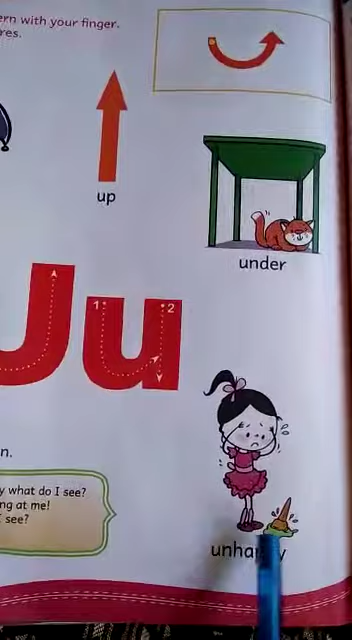 ern with your finger.
res.
up
under
Uu
1 2
n.
y what do I see?
ng at me!
I see?